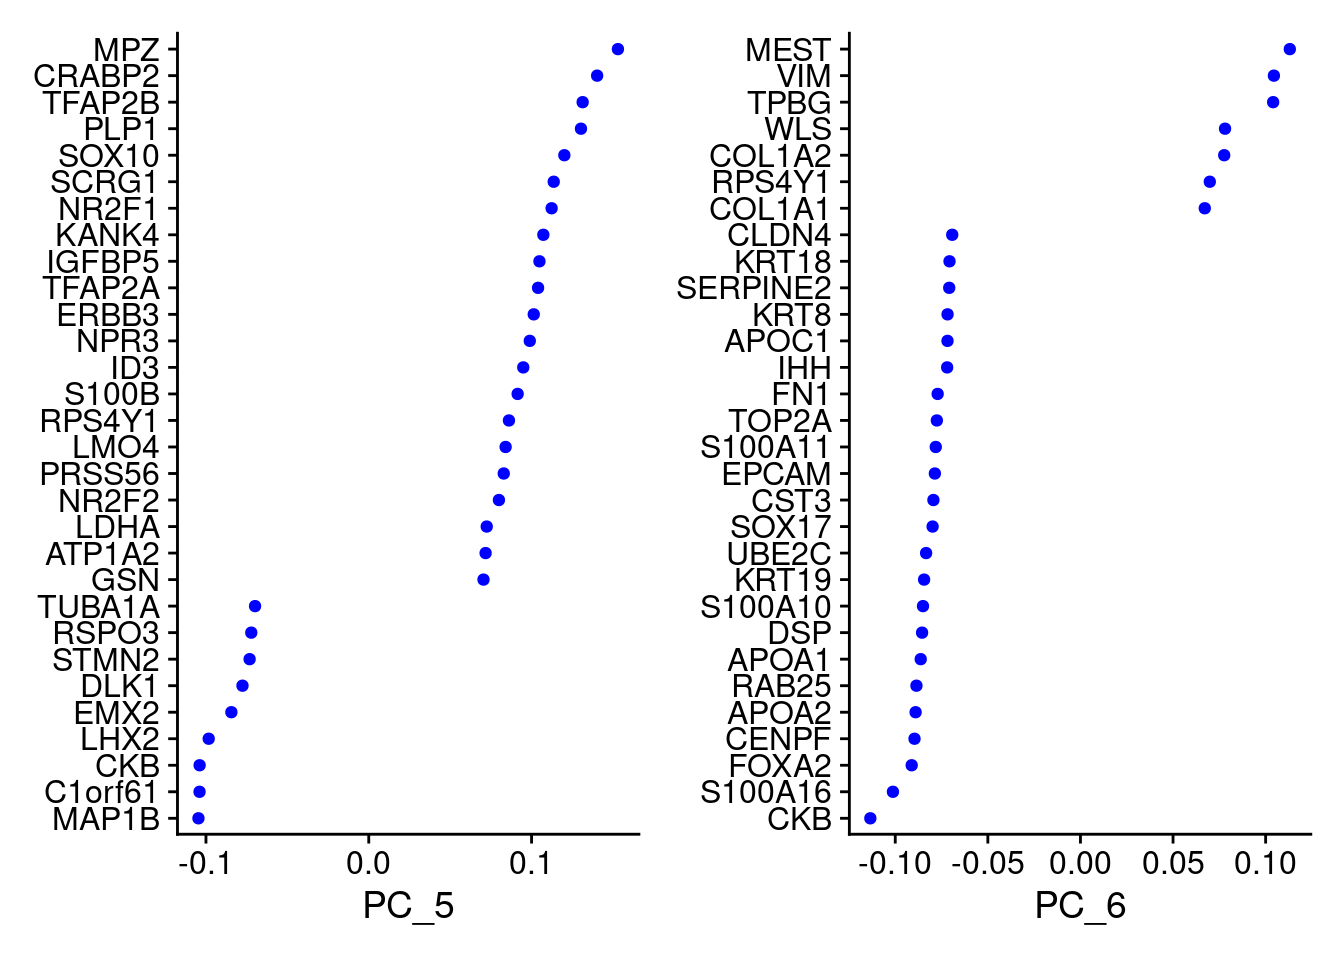 MPZ
CRABP2
TFAP2B
PLP1
SOX10
SCRG1
NR2F1
KANK4
IGFBP5
TFAP2A
ERBB3
NPR3
ID3
S100B
RPS4Y1
LMO4
PRSS56
NR2F2
LDHA
ATP1A2
GSN
TUBA1A
RSPO3
STMN2
DLK1
EMX2
LHX2
CKB
C1orf61
MAP1B
-0.1 0.0 0.1
PC_5
MEST
VIM
TPBG
WLS
COL1A2
RPS4Y1
COL1A1
CLDN4
KRT18
SERPINE2
KRT8
APOC1
IHH
FN1
TOP2A
S100A11
EPCAM
CST3
SOX17
UBE2C
KRT19
S100A10
DSP
APOA1
RAB25
APOA2
CENPF
FOXA2
S100A16
CKB
-0.10 -0.05 0.00 0.05 0.10
PC_6